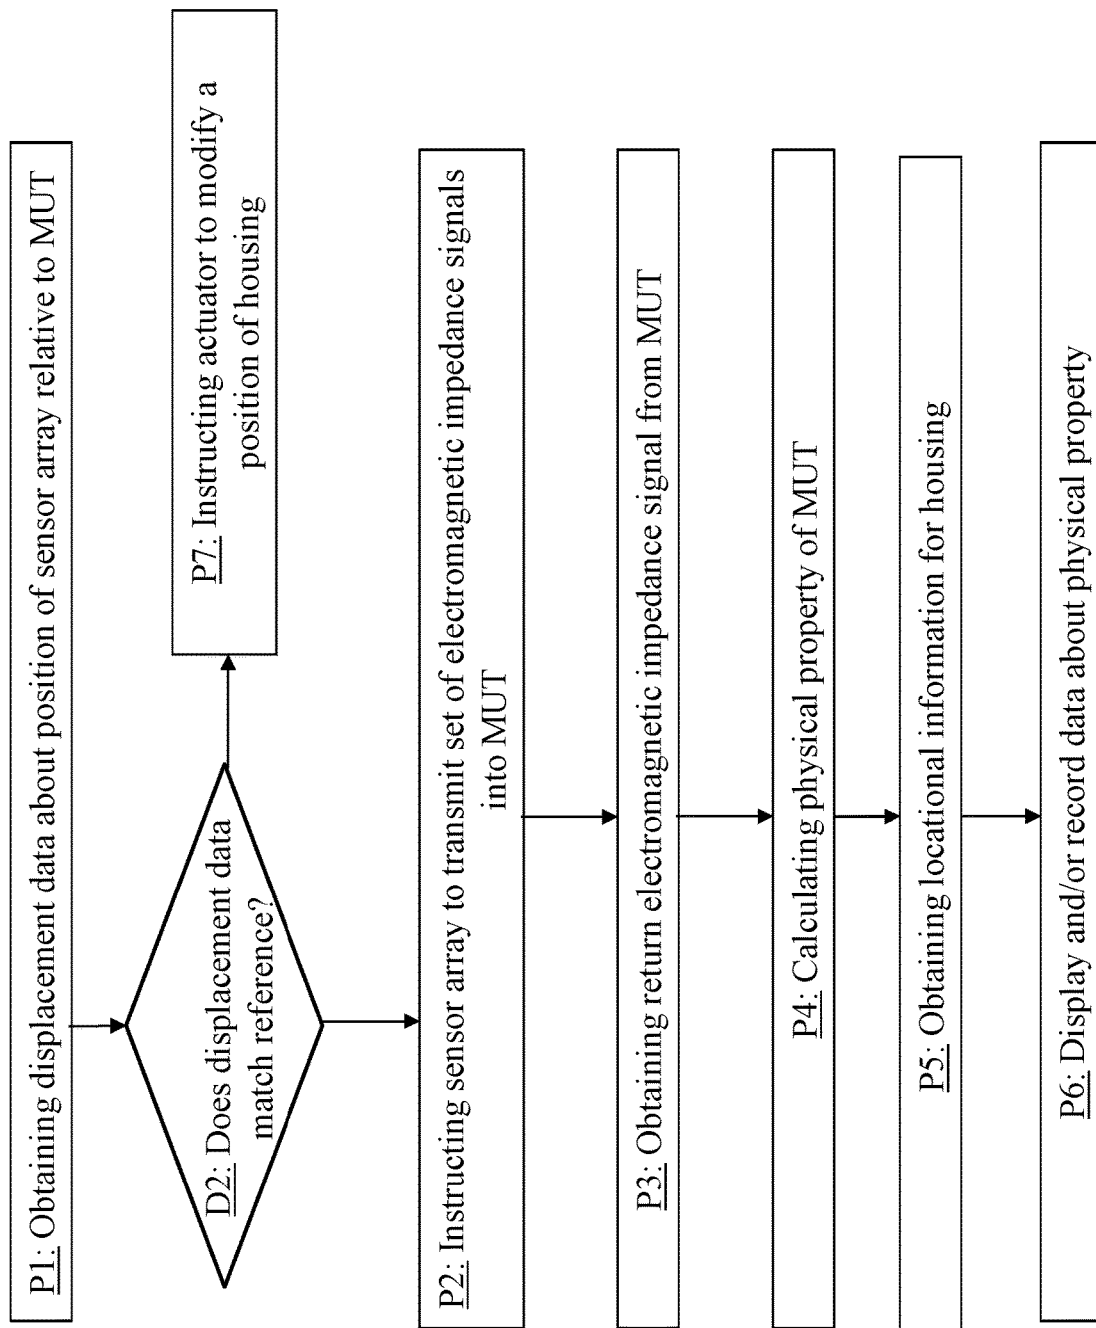 P1: Obtaining displacement data about position of sensor array relative to MUT
D2: Does displacement data
match reference?
P7: Instructing actuator to modify a
position of housing
P2: Instructing sensor array to transmit set of electromagnetic impedance signals
into MUT
P3: Obtaining return electromagnetic impedance signal from MUT
P4: Calculating physical property of MUT
P5: Obtaining locational information for housing
P6: Display and/or record data about physical property